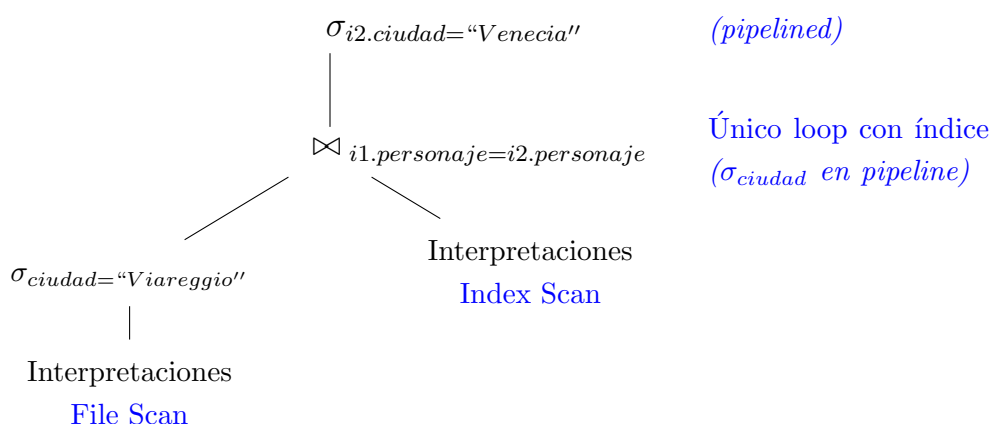 σ i2.ciudad=“Venecia′′ (pipelined)
⋈ i1.personaje=i2.personaje Único loop con índice
(σciudad en pipeline)
Interpretaciones
Index Scan
σciudad=“Viareggio′′
Interpretaciones
File Scan